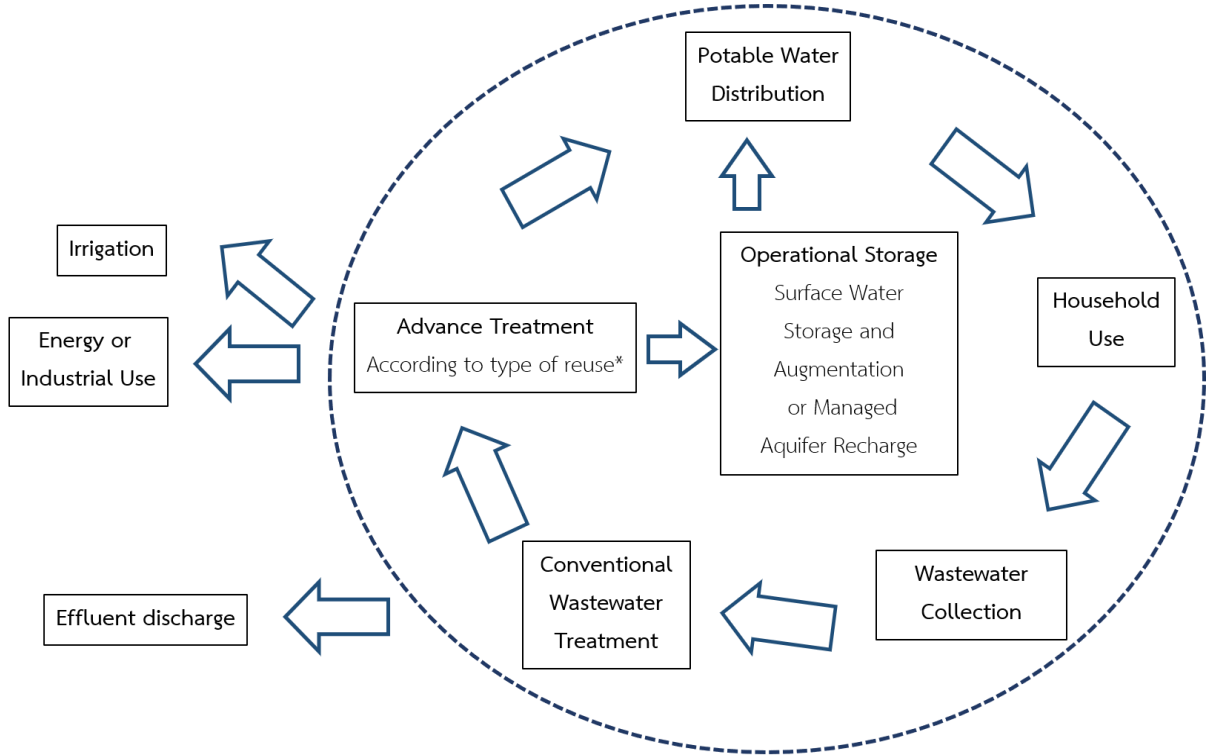 Potable Water
Distribution
Irrigation
Operational Storage
Surface Water
Storage and
Augmentation
or Managed
Aquifer Recharge
Household
Use
Energy or
Industrial Use
Advance Treatment
According to type of reuse*
Conventional
Wastewater
Treatment
Wastewater
Collection
Effluent discharge